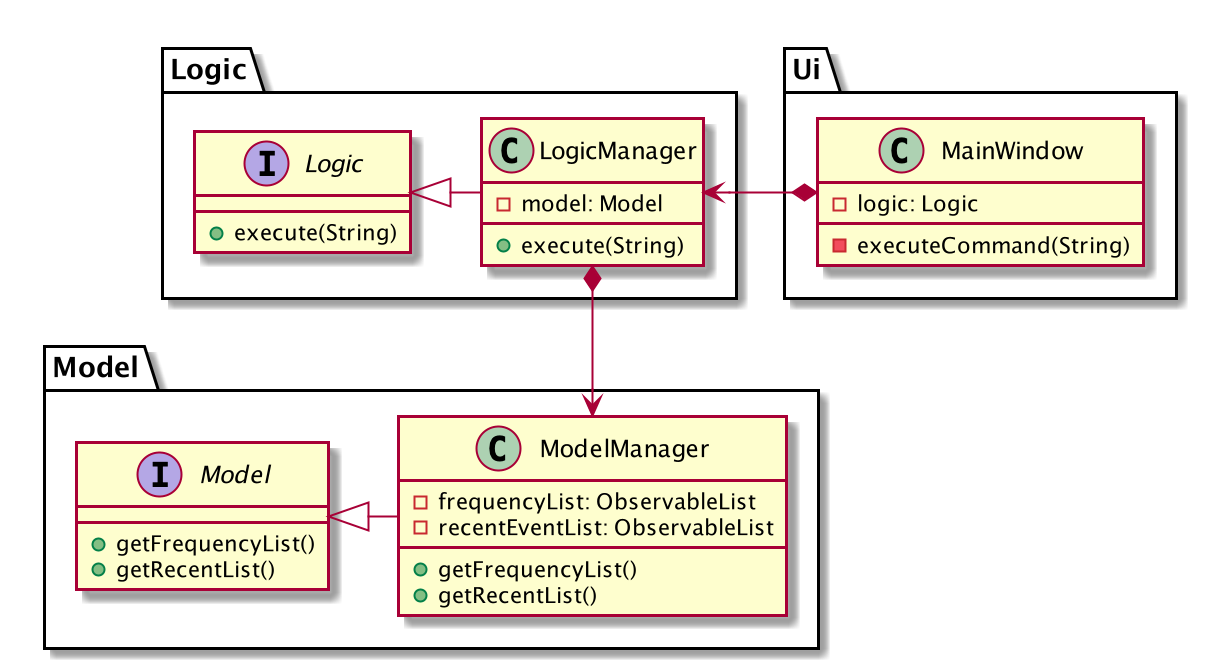 Logic
I Logic
execute(String)
C LogicManager
model: Model
execute(String)
Ui
C MainWindow
logic: Logic
executeCommand(String)
Model
I Model
getFrequencyList()
getRecentList()
C ModelManager
frequencyList: ObservableList
recentEventList: ObservableList
getFrequencyList()
getRecentList()